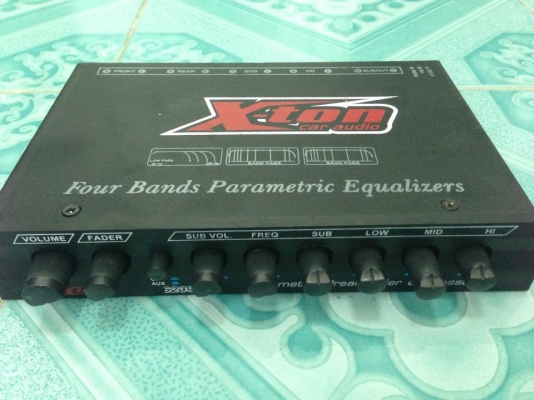 FRONT REAR DVD CD SUBOUT
X-ton
car audio
LOW PASS
BAND PASS BAND PASS
Four Bands Parametric Equalizers
VOLUME FADER SUB VOL. FREQ SUB LOW MID HI
AUX